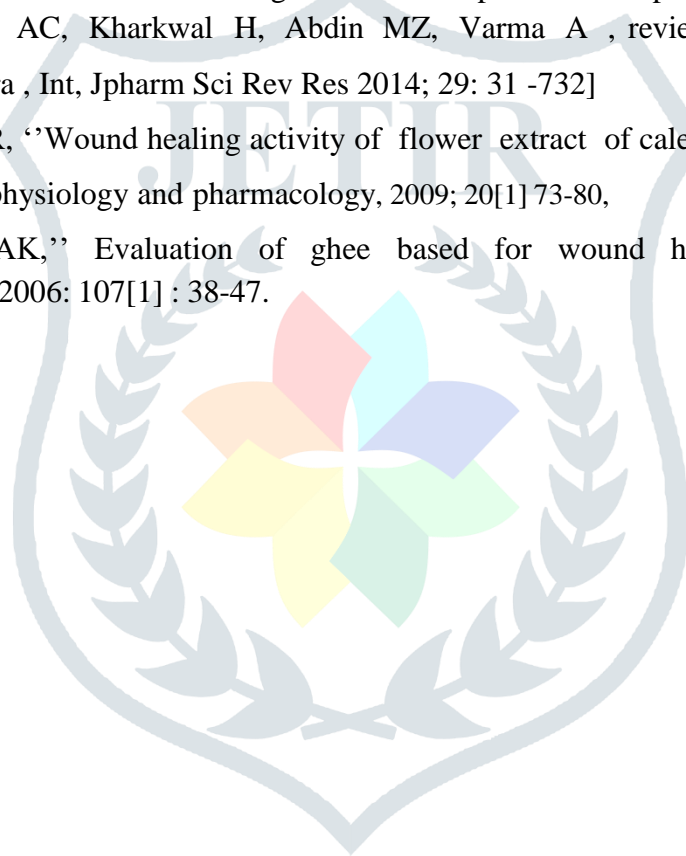 AC, Kharkwal H, Abdin MZ, Varma A , revie
ra , Int, Jpharm Sci Rev Res 2014; 29: 31 -732]
JETIR
R, ‘’Wound healing activity of flower extract of cale
physiology and pharmacology, 2009; 20[1] 73-80,
AK,’’ Evaluation of ghee based for wound h
2006: 107[1] : 38-47.